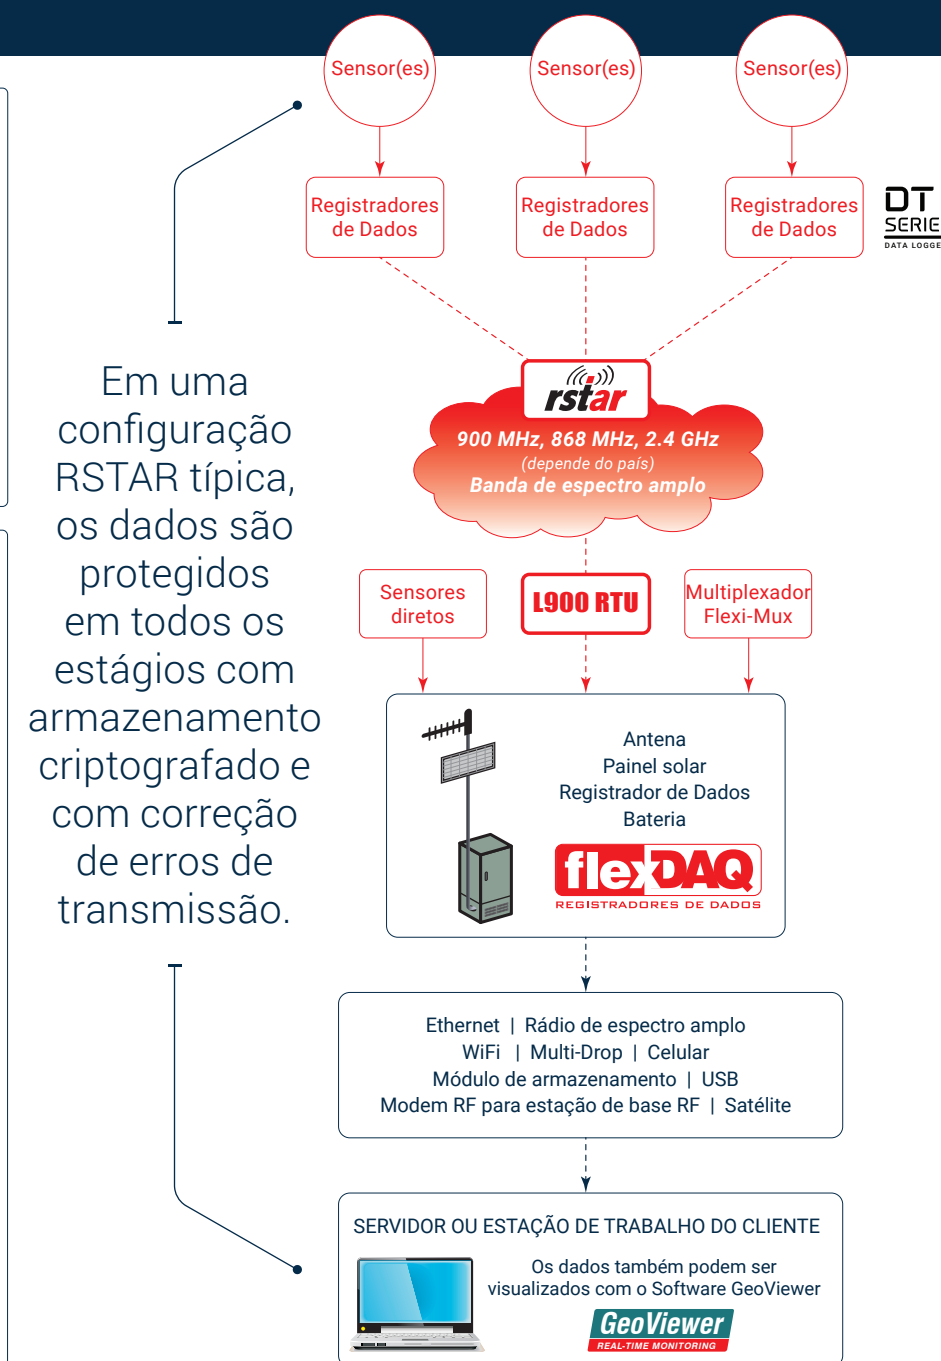 Sensor(es)
Sensor(es)
Sensor(es)
Registradores
de Dados
Registradores
de Dados
Registradores
de Dados
DT
SERIE
DATA LOGGE
Em uma
configuração
RSTAR típica,
os dados são
protegidos
em todos os
estágios com
armazenamento
criptografado e
com correção
de erros de
transmissão.
rstar
900 MHz, 868 MHz, 2.4 GHz
(depende do país)
Banda de espectro amplo
Sensores
diretos
L900 RTU
Multiplexador
Flexi-Mux
Antena
Painel solar
Registrador de Dados
Bateria
flexDAQ
REGISTRADORES DE DADOS
Ethernet | Rádio de espectro amplo
WiFi | Multi-Drop | Celular
Módulo de armazenamento | USB
Modem RF para estação de base RF | Satélite
SERVIDOR OU ESTAÇÃO DE TRABALHO DO CLIENTE
Os dados também podem ser
visualizados com o Software GeoViewer
GeoViewer
REAL-TIME MONITORING